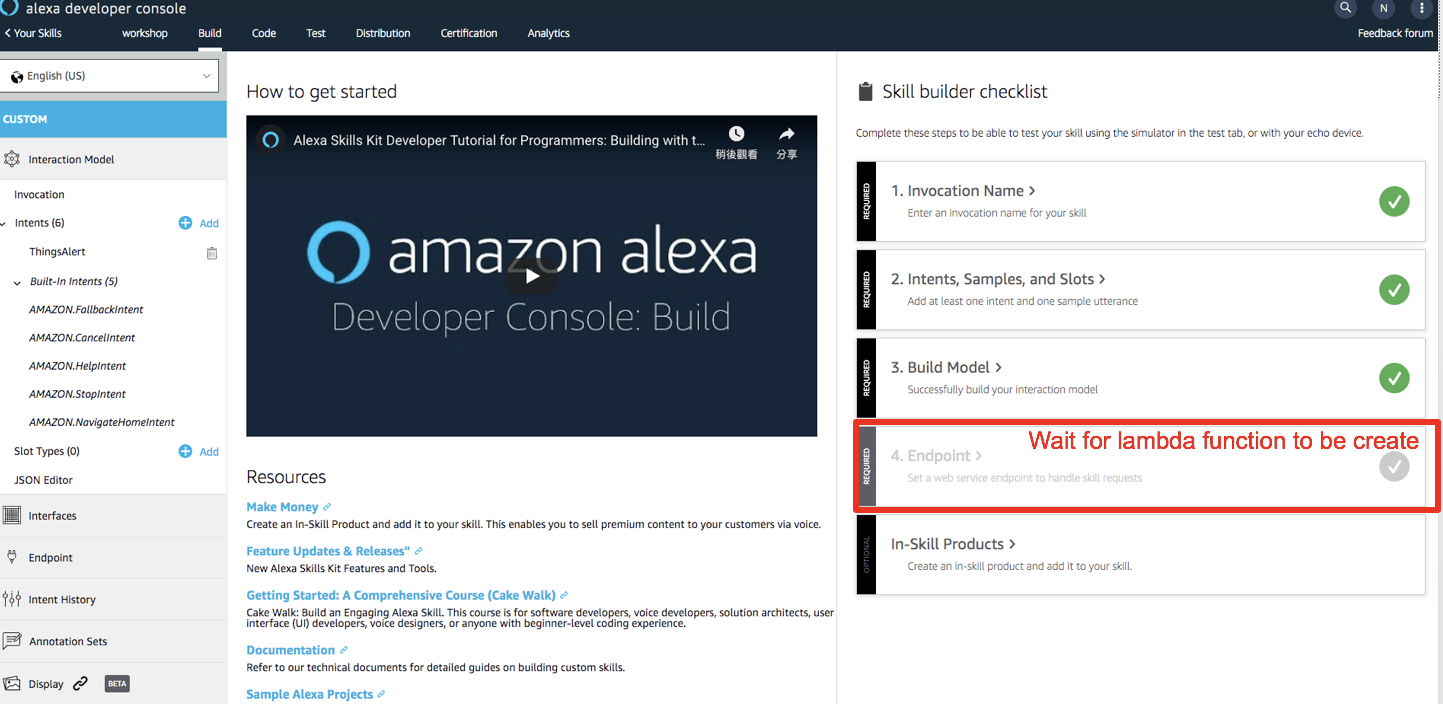 alexa developer console
N
Your Skills
workshop
Build
Code
Test
Distribution
Certification
Analytics
Feedback forum
English (US)
CUSTOM
Interaction Model
Invocation
Intents (6)
Add
ThingsAlert
Built-In Intents (5)
AMAZON.FallbackIntent
AMAZON.CancelIntent
AMAZON.HelpIntent
AMAZON.StopIntent
AMAZON.NavigateHomeIntent
Slot Types (0)
Add
JSON Editor
Interfaces
Endpoint
Intent History
Annotation Sets
Display
BETA
How to get started
Alexa Skills Kit Developer Tutorial for Programmers: Building with t...
稍後觀看
分享
amazon alexa
Developer Console: Build
Resources
Make Money
Create an In-Skill Product and add it to your skill. This enables you to sell premium content to your customers via voice.
Feature Updates & Releases"
New Alexa Skills Kit Features and Tools.
Getting Started: A Comprehensive Course (Cake Walk)
Cake Walk: Build an Engaging Alexa Skill. This course is for software developers, voice developers, solution architects, user
interface (UI) developers, voice designers, or anyone with beginner-level coding experience.
Documentation
Refer to our technical documents for detailed guides on building custom skills.
Sample Alexa Projects
Skill builder checklist
Complete these steps to be able to test your skill using the simulator in the test tab, or with your echo device.
REQUIRED
1. Invocation Name
Enter an invocation name for your skill
REQUIRED
2. Intents, Samples, and Slots
Add at least one intent and one sample utterance
REQUIRED
3. Build Model
Successfully build your interaction model
Wait for lambda function to be create
REQUIRED
4. Endpoint
Set a web service endpoint to handle skill requests
OPTIONAL
In-Skill Products
Create an in-skill product and add it to your skill.